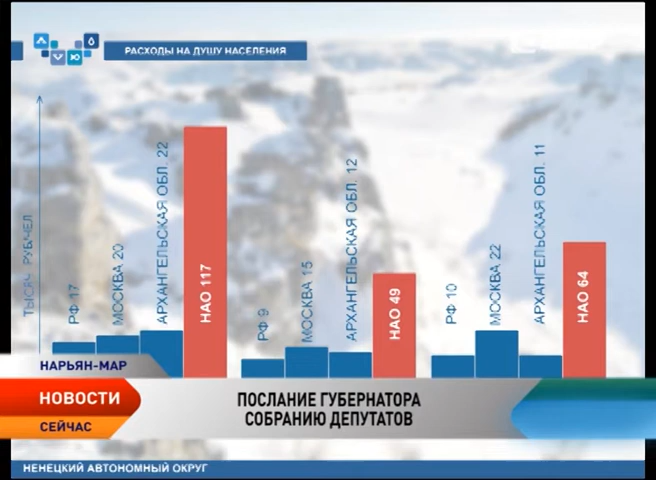 РАСХОДЫ НА ДУШУ НАСЕЛЕНИЯ
ТЫСЯЧ РУБ/ЧЕЛ
РФ 17
МОСКВА 20
АРХАНГЕЛЬСКАЯ ОБЛ. 22
НАО 117
РФ 9
МОСКВА 15
АРХАНГЕЛЬСКАЯ ОБЛ. 12
НАО 49
РФ 10
МОСКВА 22
АРХАНГЕЛЬСКАЯ ОБЛ. 11
НАО 64
НАРЬЯН-МАР
НОВОСТИ
СЕЙЧАС
ПОСЛАНИЕ ГУБЕРНАТОРА
СОБРАНИЮ ДЕПУТАТОВ
НЕНЕЦКИЙ АВТОНОМНЫЙ ОКРУГ